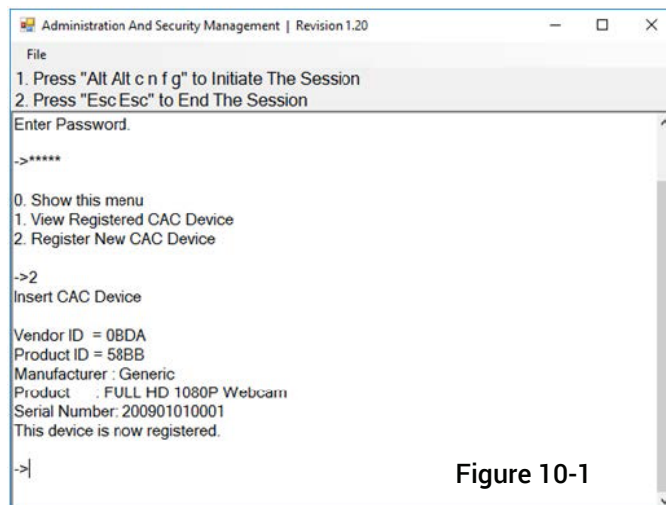 Administration And Security Management | Revision 1.20
File
1. Press "Alt Alt c n f g" to Initiate The Session
2. Press "Esc Esc" to End The Session
Enter Password.
->*****
0. Show this menu
1. View Registered CAC Device
2. Register New CAC Device
->2
Insert CAC Device
Vendor ID = 0BDA
Product ID = 58BB
Manufacturer : Generic
Product : FULL HD 1080P Webcam
Serial Number: 200901010001
This device is now registered.
->
Figure 10-1